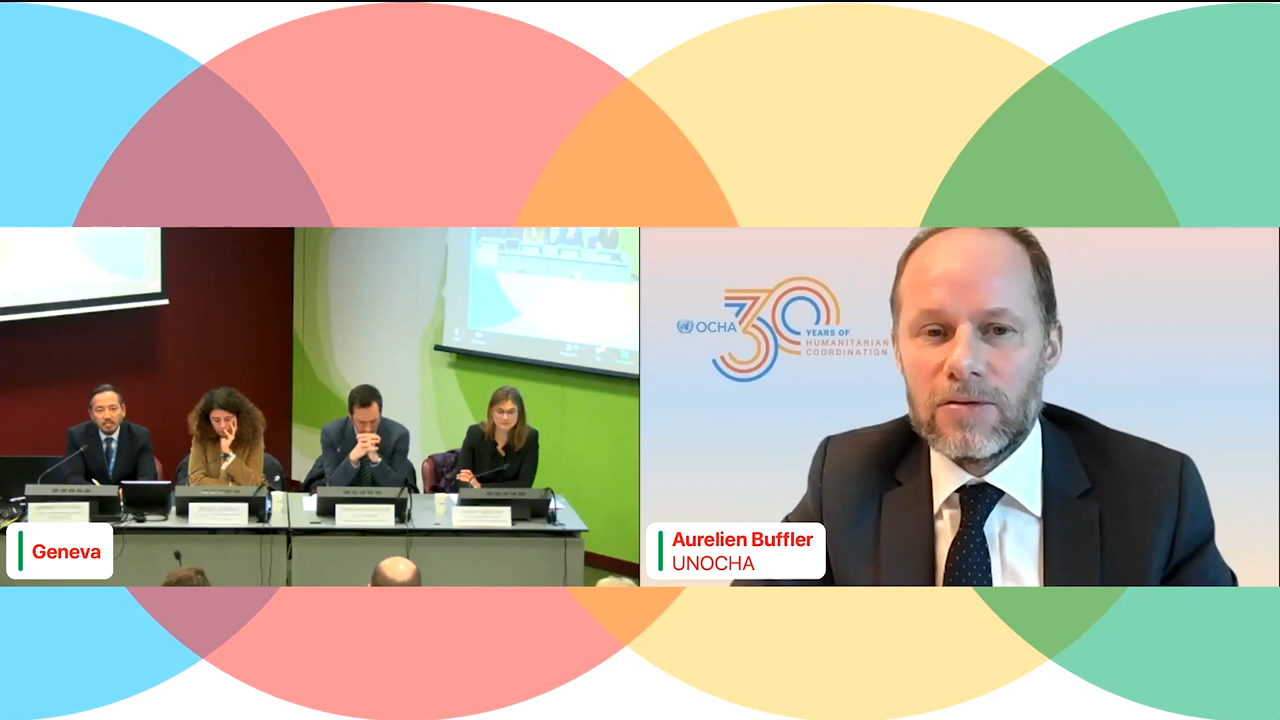 OCHA
30
YEARS OF
HUMANITARIAN
COORDINATION
Geneva
Aurelien Buffler
UNOCHA